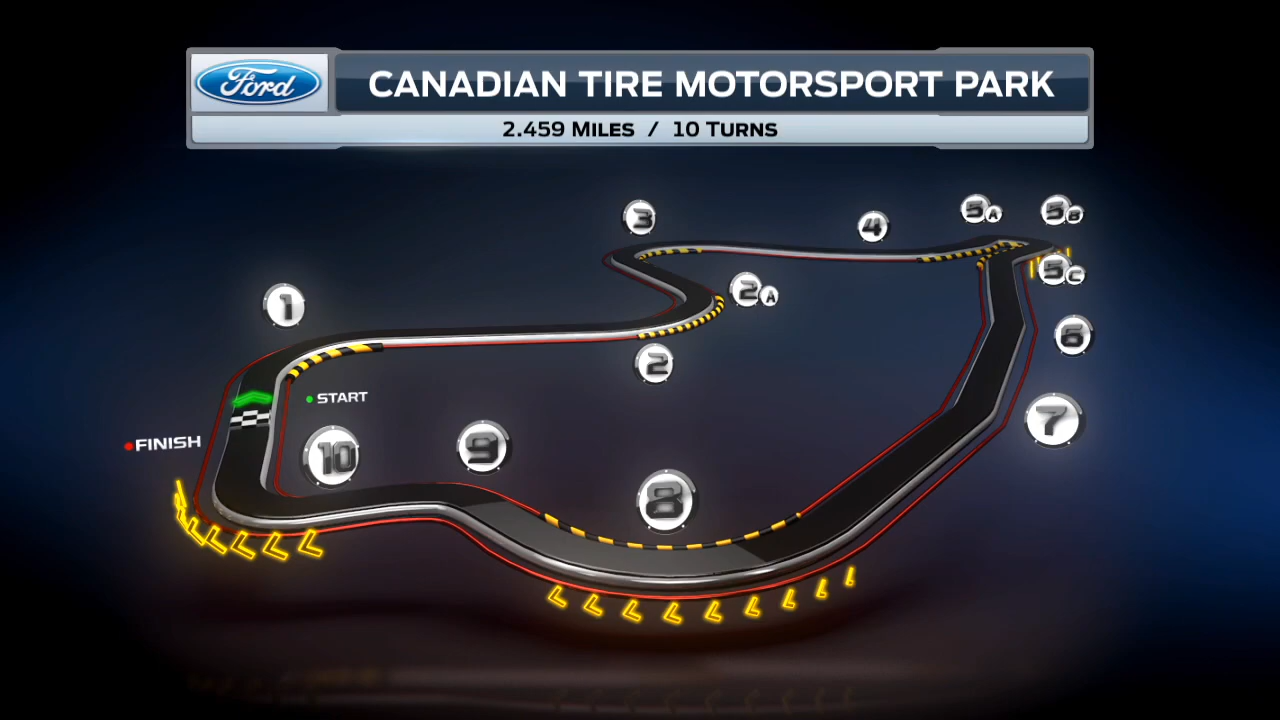 Ford
CANADIAN TIRE MOTORSPORT PARK
2.459 MILES / 10 TURNS
3
4
5A
5B
5C
1
2A
2
6
START
7
FINISH
10
9
8